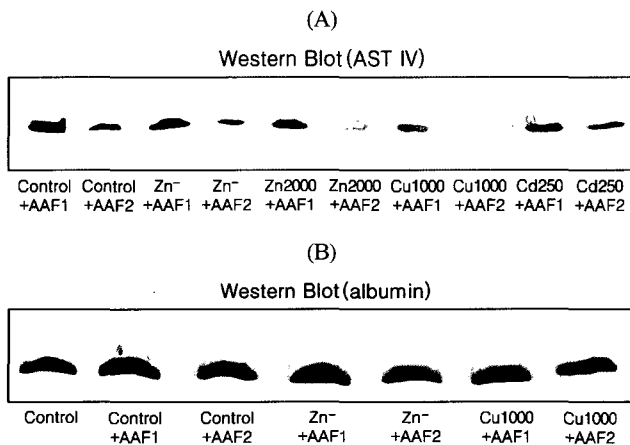 (A)
Western Blot (AST IV)
Control Control Zn⁻ Zn⁻ Zn2000 Zn2000 Cu1000 Cu1000 Cd250 Cd250
+AAF1 +AAF2 +AAF1 +AAF2 +AAF1 +AAF2 +AAF1 +AAF2 +AAF1 +AAF2
(B)
Western Blot (albumin)
Control Control Control Zn⁻ Zn⁻ Cu1000 Cu1000
+AAF1 +AAF2 +AAF1 +AAF2 +AAF1 +AAF2